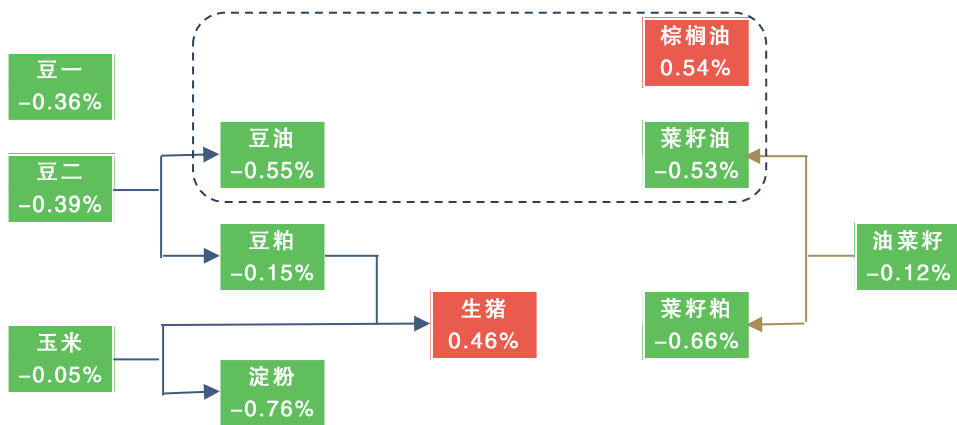 棕榈油
0.54%
豆一
-0.36%
豆油
-0.55%
菜籽油
-0.53%
豆二
-0.39%
豆粕
-0.15%
油菜籽
-0.12%
生猪
0.46%
菜籽粕
-0.66%
玉米
-0.05%
淀粉
-0.76%